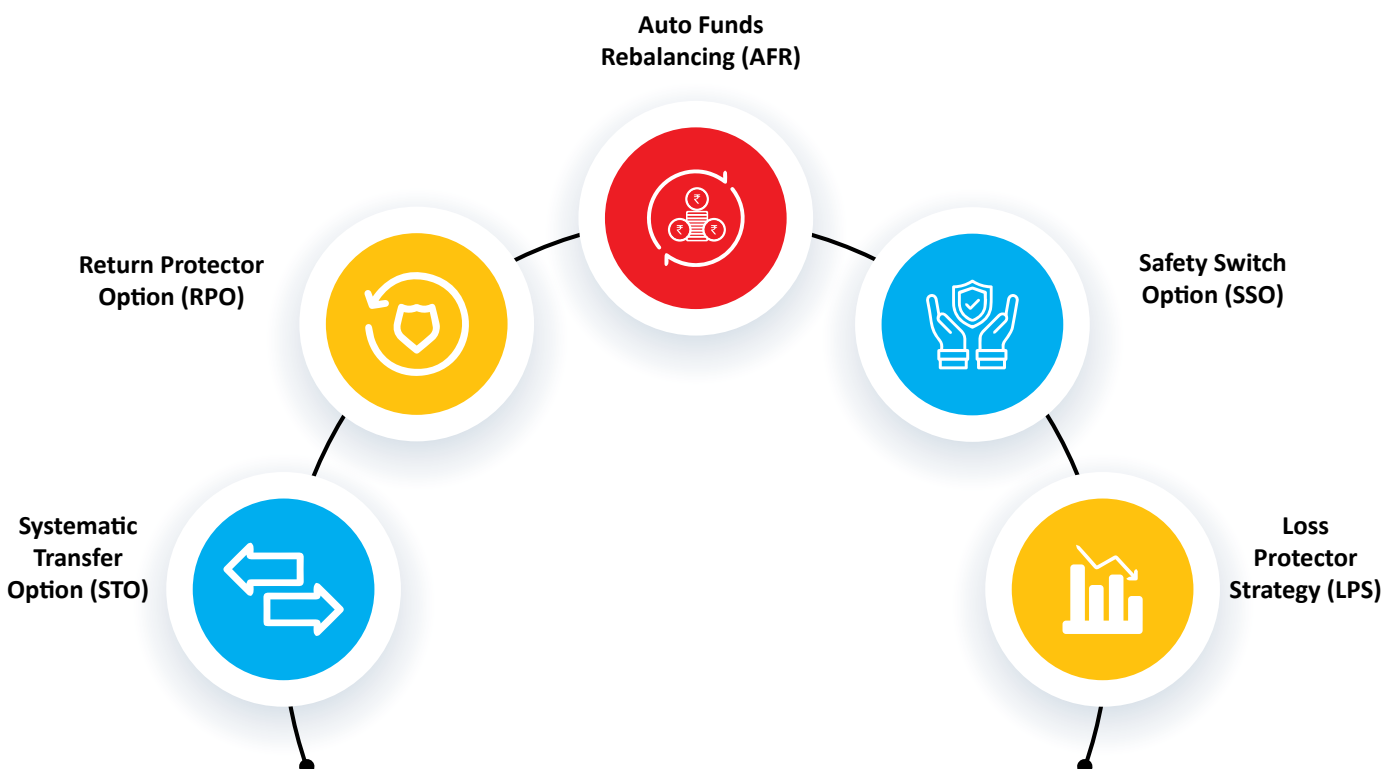 Auto Funds
Rebalancing (AFR)
Return Protector
Option (RPO)
Safety Switch
Option (SSO)
Systematic
Transfer
Option (STO)
Loss
Protector
Strategy (LPS)
₹
₹
₹